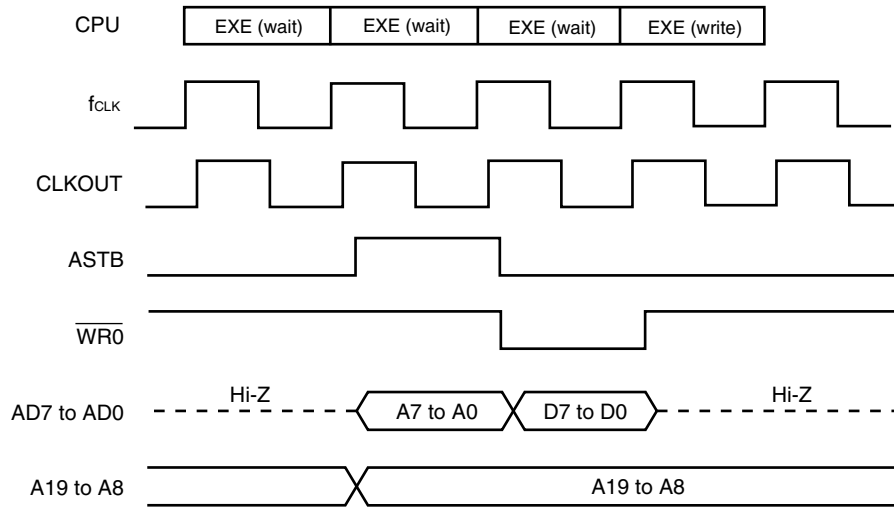 CPU EXE (wait) EXE (wait) EXE (wait) EXE (write)
fCLK
CLKOUT
ASTB
WR0
Hi-Z Hi-Z
AD7 to AD0 A7 to A0 D7 to D0
A19 to A8 A19 to A8